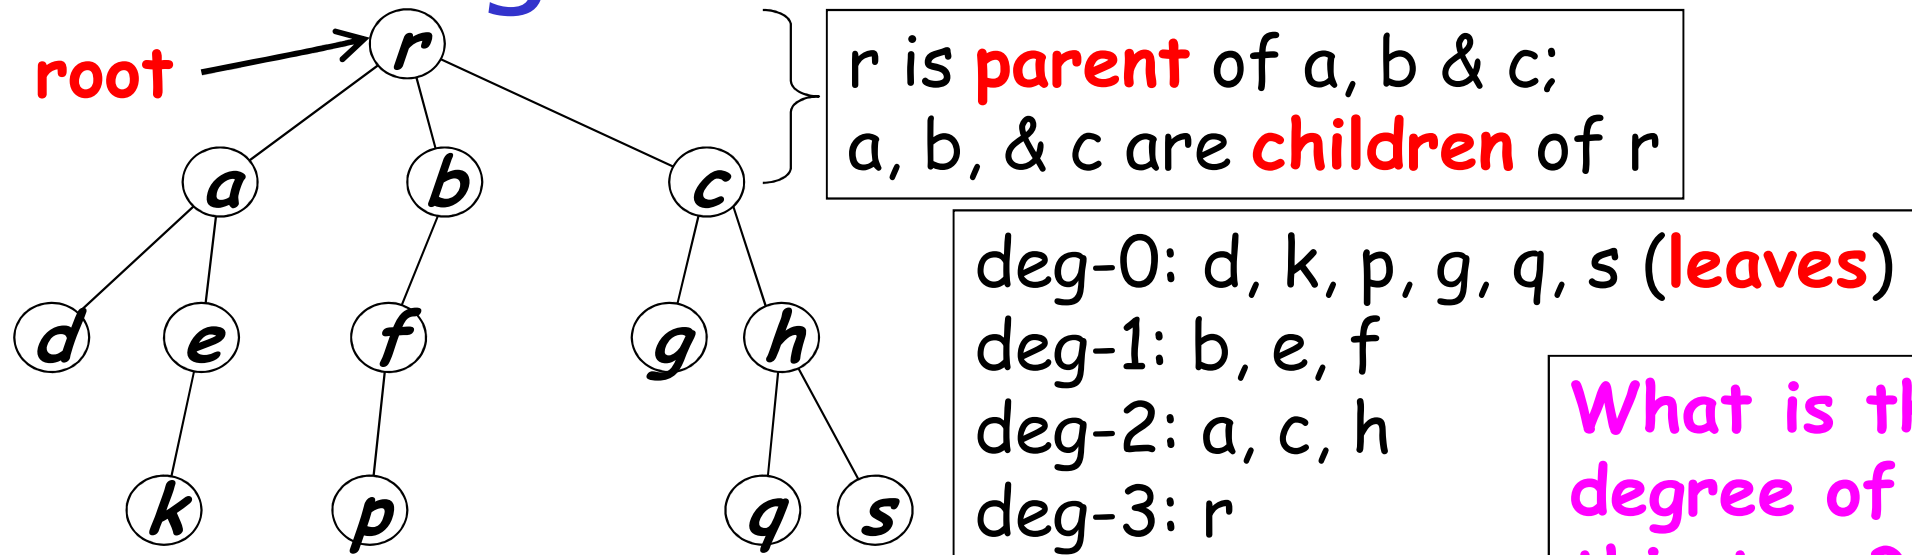 root
r
r is parent of a, b & c;
a, b, & c are children of r
a
b
c
d
e
f
g
h
k
p
q
s
deg-0: d, k, p, g, q, s (leaves)
deg-1: b, e, f
deg-2: a, c, h
deg-3: r
What is
degree of